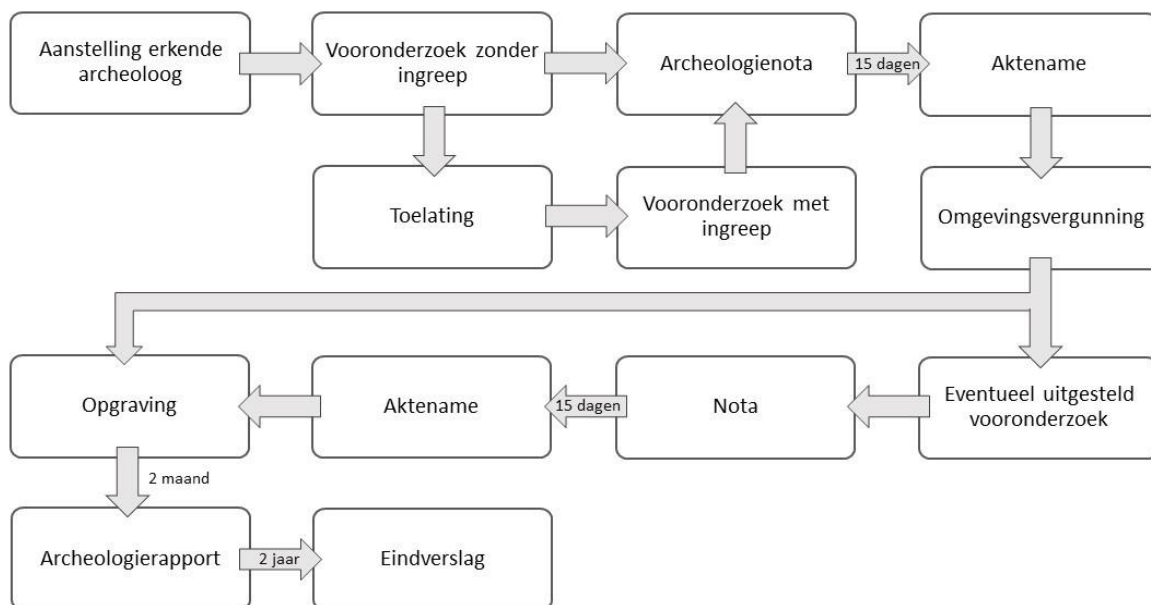 Aanstelling erkende
archeoloog
Vooronderzoek zonder
ingreep
Archeologienota
15 dagen
Aktename
Toelating
Vooronderzoek met
ingreep
Omgevingsvergunning
Opgraving
Aktename
15 dagen
Nota
Eventueel uitgesteld
vooronderzoek
2 maand
Archeologierapport
2 jaar
Eindverslag